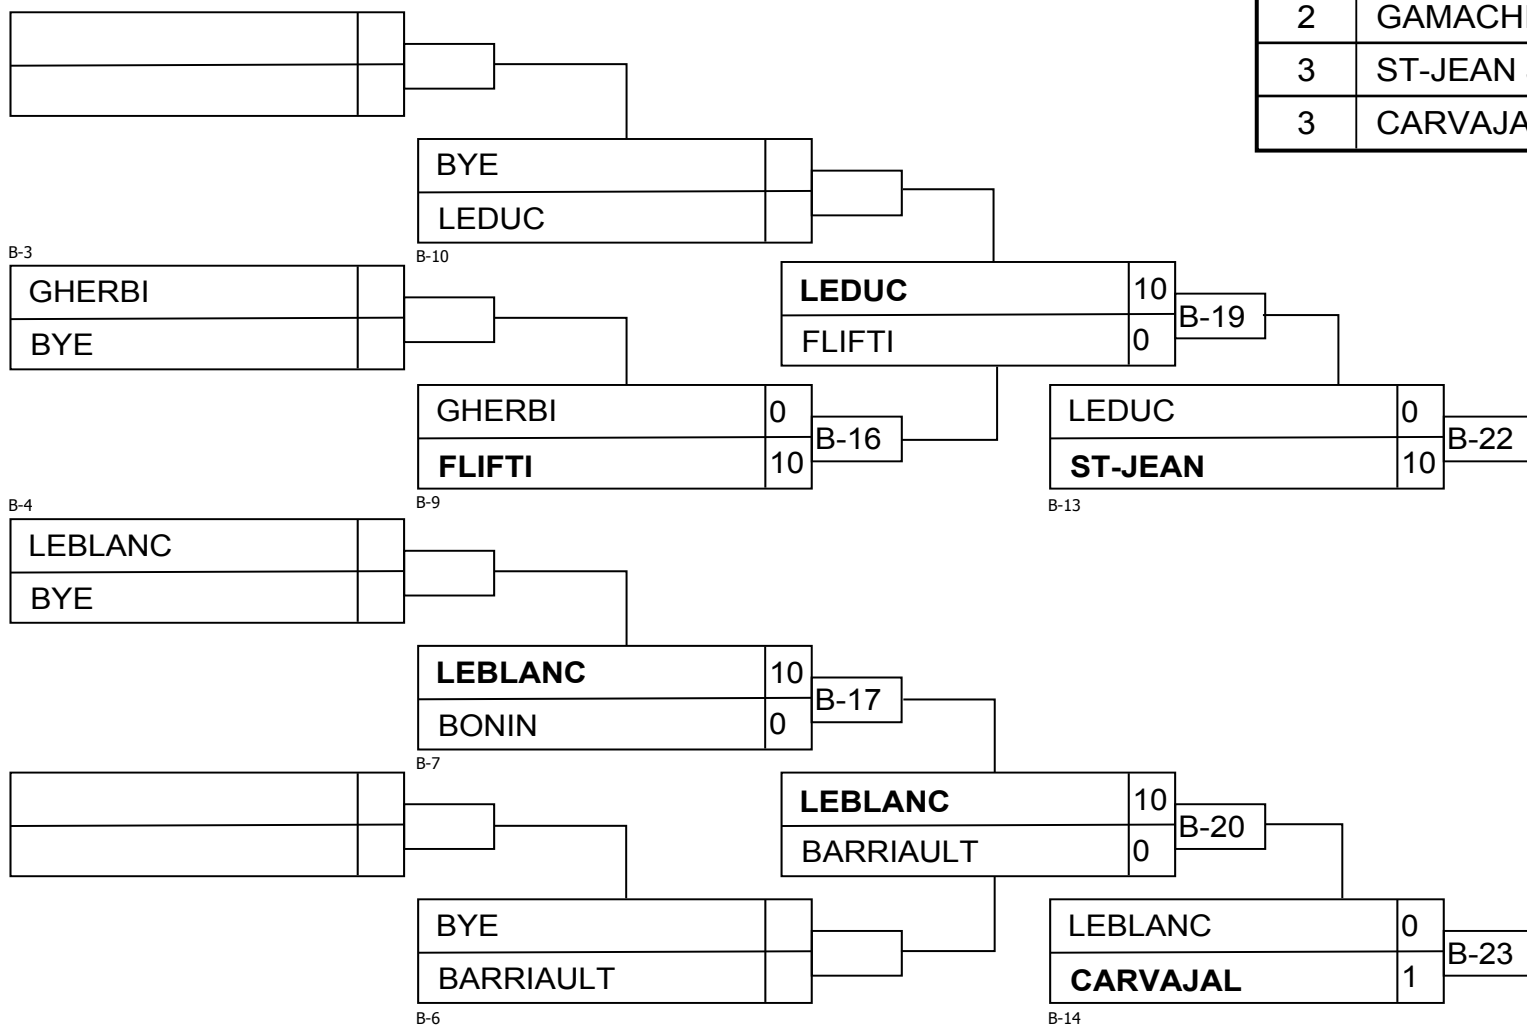 2
3 ST-JEAN
3
BYE
LEDUC
B-3
B-10
GHERBI
BYE
LEDUC 10
FLIFTI 0
B-19
GHERBI 0
FLIFTI 10
B-16
LEDUC 0
ST-JEAN 10
B-22
B-4
B-9
B-13
LEBLANC
BYE
LEBLANC 10
BONIN 0
B-17
B-7
LEBLANC 10
BARRIAULT 0
B-20
BYE
BARRIAULT
LEBLANC 0
CARVAJAL 1
B-23
B-6
B-14